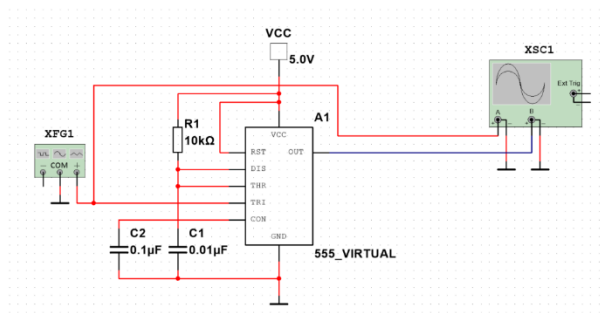 VCC
5.0V
XSC1
Ext Trig
A
B
R1
10kΩ
A1
VCC
XFG1
COM
RST
OUT
DIS
THR
TRI
CON
GND
C2
0.1µF
C1
0.01µF
555_VIRTUAL